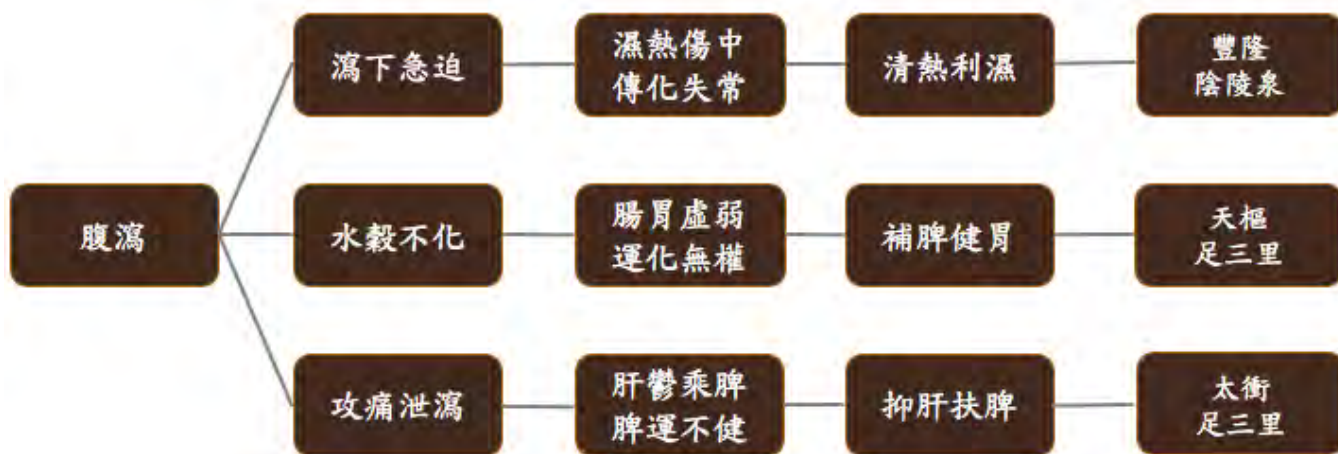 腹瀉
瀉下急迫
濕熱傷中
傳化失常
清熱利濕
豐隆
陰陵泉
水穀不化
腸胃虛弱
運化無權
補脾健胃
天樞
足三里
攻痛泄瀉
肝鬱乘脾
脾運不健
抑肝扶脾
太衝
足三里